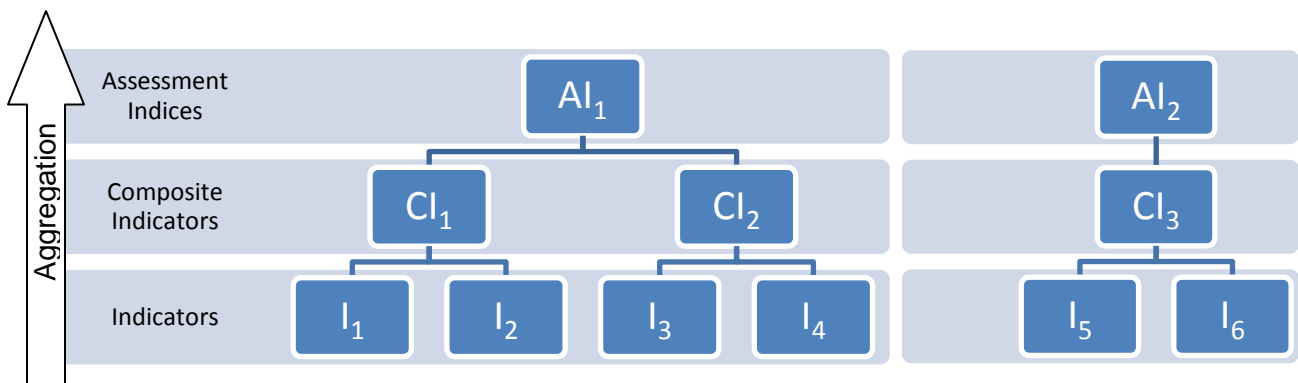 Aggregation
Assessment
Indices
AI₁
AI₂
Composite
Indicators
CI₁
CI₂
CI₃
Indicators
I₁
I₂
I₃
I₄
I₅
I₆